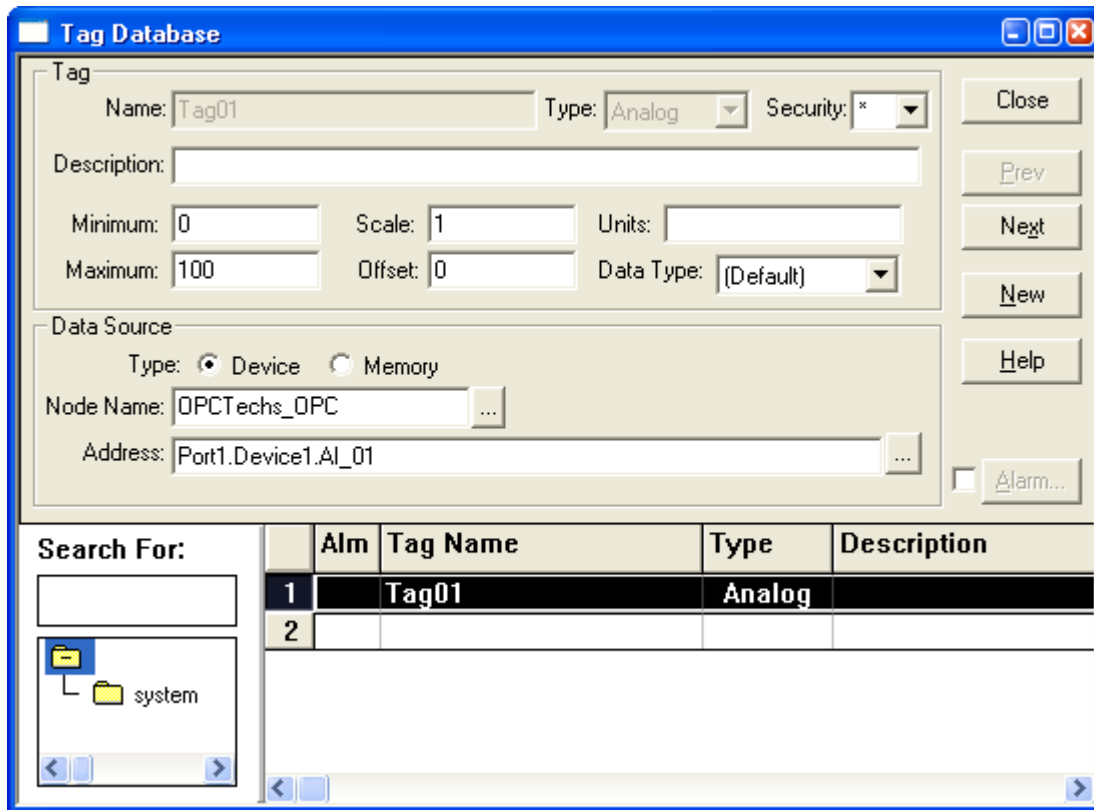 Tag Database
Tag
Name: Tag01 Type: Analog Security: * Close
Description: Prev
Minimum: 0 Scale: 1 Units: Next
Maximum: 100 Offset: 0 Data Type: (Default)
New
Data Source
Type: Device Memory Help
Node Name: OPCTechs_OPC ...
Address: Port1.Device1.AI_01 ...
Alarm...
Search For: Alm Tag Name Type Description
1 Tag01 Analog
2
system